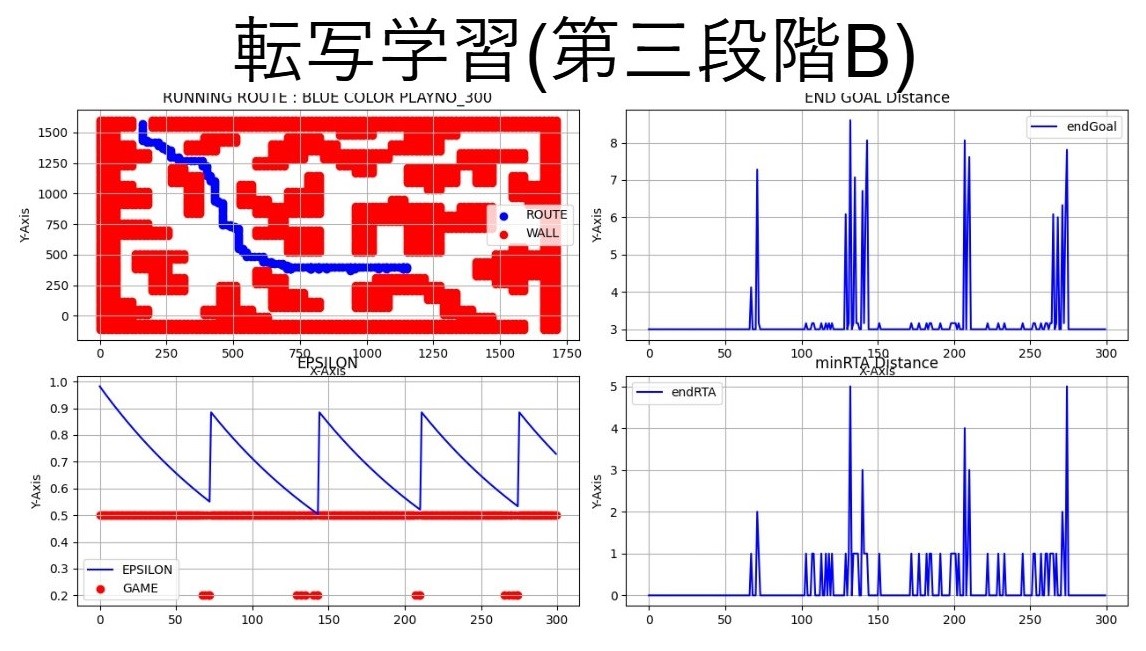 転写学習(第三段階B)
RUNNING ROUTE : BLUE COLOR PLAYNO_300
Y-Axis
1500
1250
1000
750
500
250
0
0 250 500 750 1000 1250 1500 1750
X-Axis
ROUTE
WALL
END GOAL Distance
Y-Axis
8
7
6
5
4
3
0 50 100 150 200 250 300
X-Axis
endGoal
EPSILON
Y-Axis
1.0
0.9
0.8
0.7
0.6
0.5
0.4
0.3
0.2
0 50 100 150 200 250 300
EPSILON
GAME
minRTA Distance
Y-Axis
5
4
3
2
1
0
0 50 100 150 200 250 300
endRTA